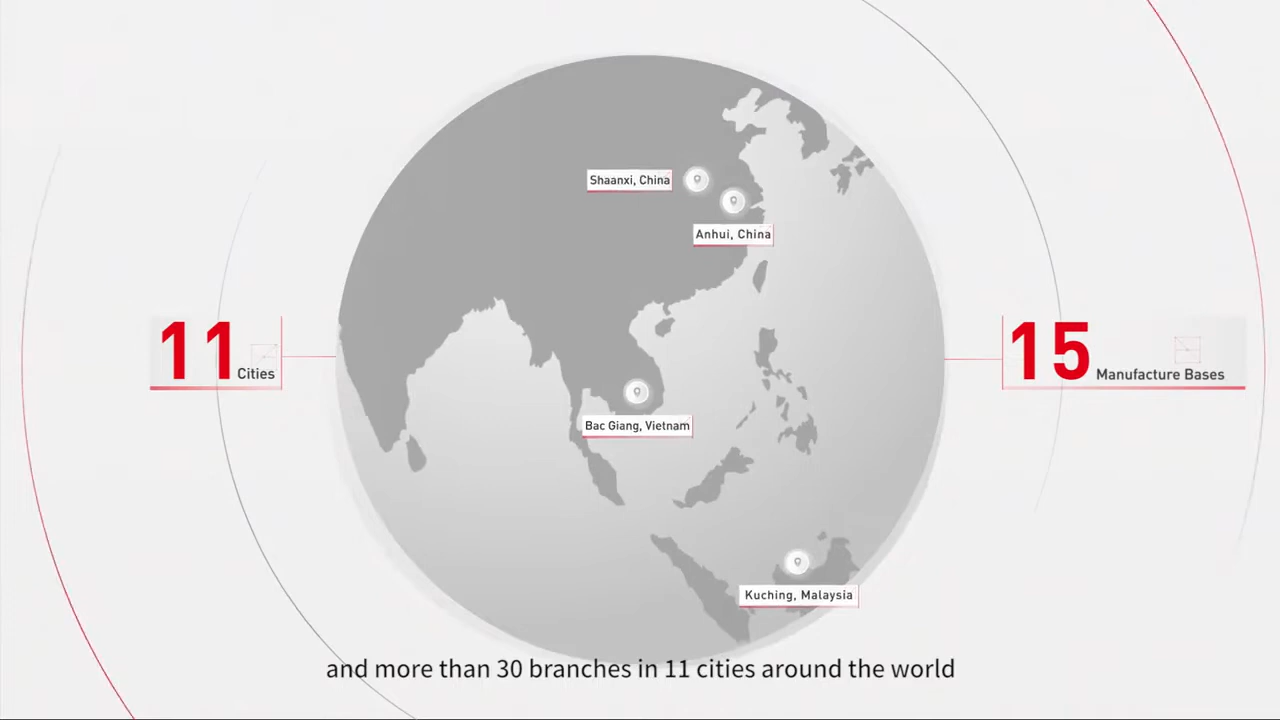 Shaanxi, China
Anhui, China
11 Cities
15 Manufacture Bases
Bac Giang, Vietnam
Kuching, Malaysia
and more than 30 branches in 11 cities around the world